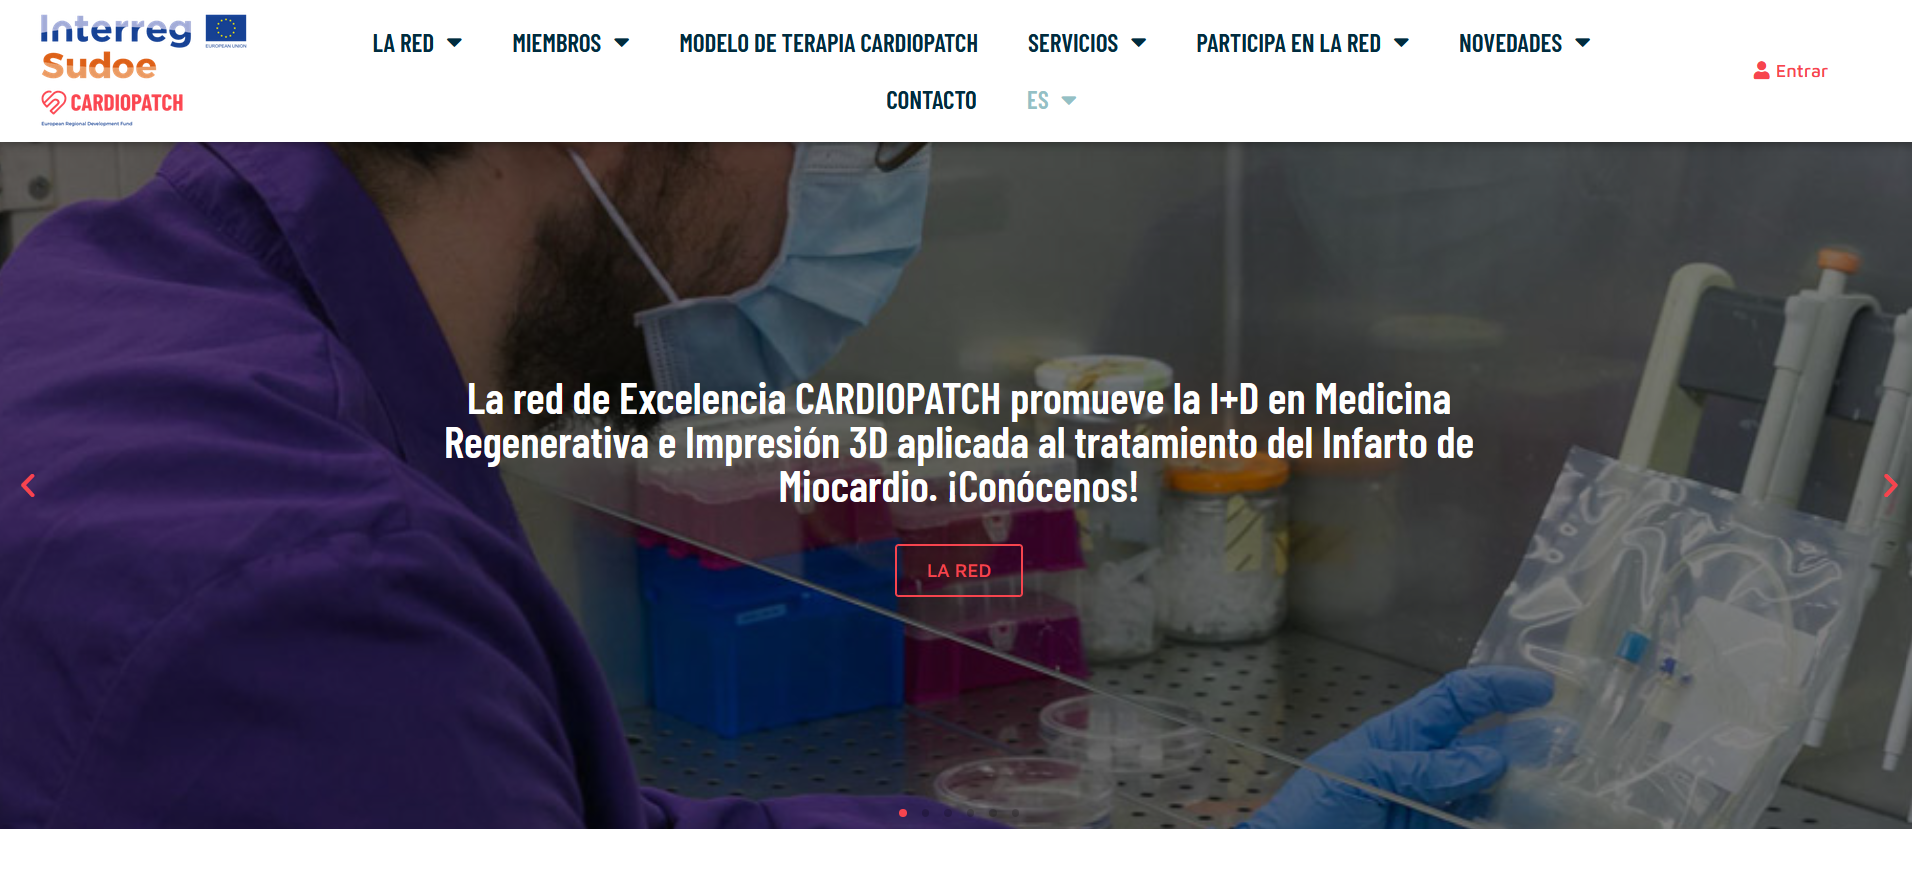 Interreg
EUROPEAN UNION
Sudoe
CARDIOPATCH
European Regional Development Fund
LA RED
MIEMBROS
MODELO DE TERAPIA CARDIOPATCH
SERVICIOS
PARTICIPA EN LA RED
NOVEDADES
CONTACTO
ES
Entrar
La red de Excelencia CARDIOPATCH promueve la I+D en Medicina
Regenerativa e Impresión 3D aplicada al tratamiento del Infarto de
Miocardio. ¡Conócenos!
LA RED